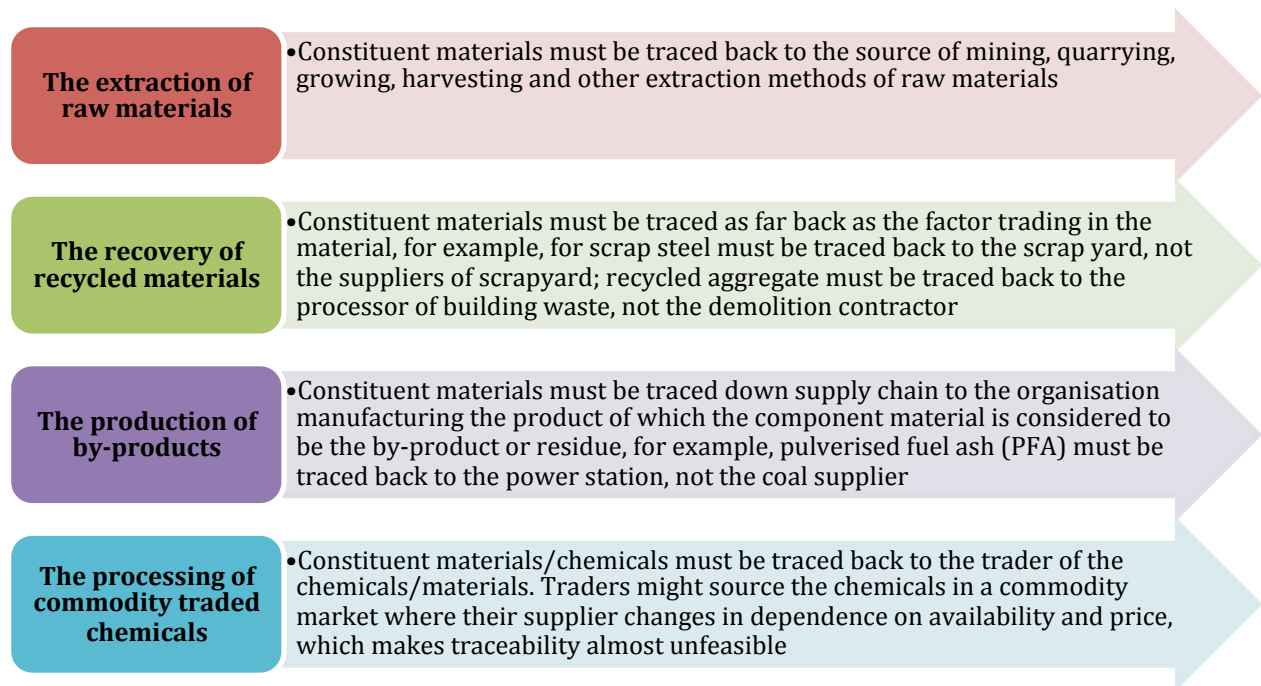 The extraction of
raw materials
•Constituent materials must be traced back to the source of mining, quarrying,
growing, harvesting and other extraction methods of raw materials
The recovery of
recycled materials
•Constituent materials must be traced as far back as the factor trading in the
material, for example, for scrap steel must be traced back to the scrap yard, not
the suppliers of scrapyard; recycled aggregate must be traced back to the
processor of building waste, not the demolition contractor
The production of
by-products
•Constituent materials must be traced down supply chain to the organisation
manufacturing the product of which the component material is considered to
be the by-product or residue, for example, pulverised fuel ash (PFA) must be
traced back to the power station, not the coal supplier
The processing of
commodity traded
chemicals
•Constituent materials/chemicals must be traced back to the trader of the
chemicals/materials. Traders might source the chemicals in a commodity
market where their supplier changes in dependence on availability and price,
which makes traceability almost unfeasible